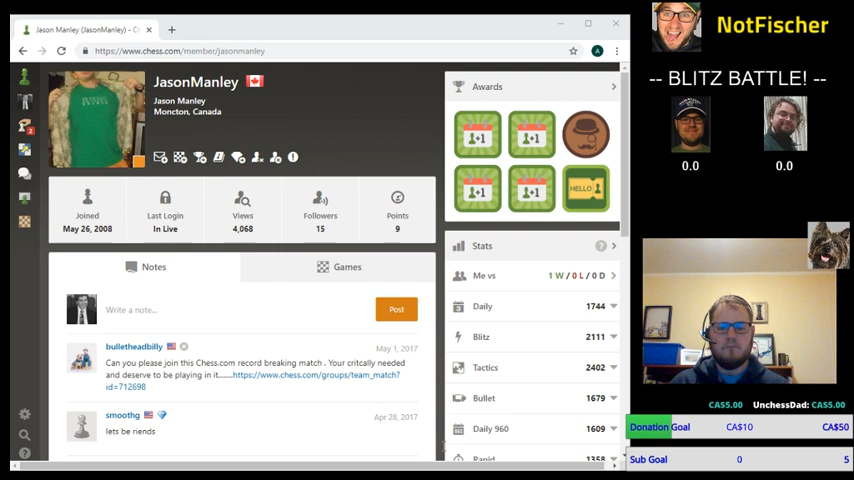 Jason Manley (JasonManley) - Ch
https://www.chess.com/member/jasonmanley
A
NotFischer
-- BLITZ BATTLE! --
0.0
0.0
JasonManley
Jason Manley
Moncton, Canada
2
Joined
May 26, 2008
Last Login
In Live
Views
4,068
Followers
15
Points
9
Notes
Games
Write a note...
Post
bulletheadbilly
May 1, 2017
Can you please join this Chess.com record breaking match . Your critcally needed
and deserve to be playing in it.......https://www.chess.com/groups/team_match?
id=712698
smoothg
Apr 28, 2017
lets be riends
Awards
+1
+1
+1
+1
HELLO
Stats
?
Me vs
1 W / 0 L / 0 D
Daily
1744
Blitz
2111
Tactics
2402
Bullet
1679
Daily 960
1609
Rapid
1358
CA$5.00
UnchessDad: CA$5.00
Donation Goal
CA$10
CA$50
Sub Goal
0
5